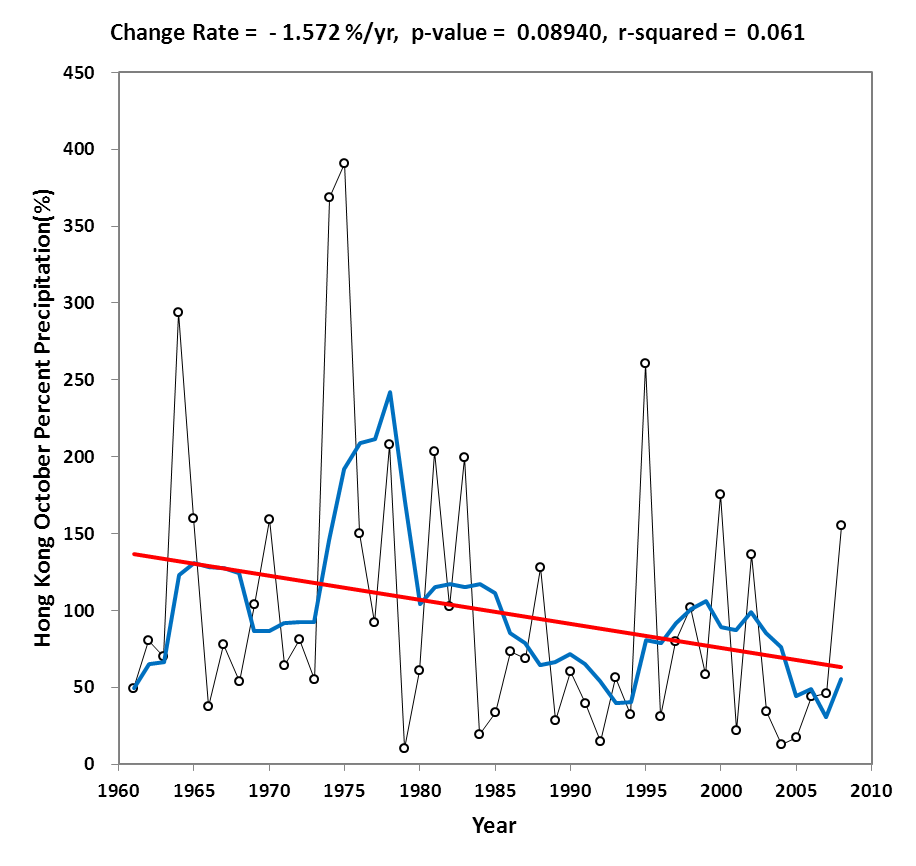 Change Rate = - 1.572 %/yr, p-value = 0.08940, r-squared = 0.061
Hong Kong October Percent Precipitation(%)
450
400
350
300
250
200
150
100
50
0
1960 1965 1970 1975 1980 1985 1990 1995 2000 2005 2010
Year